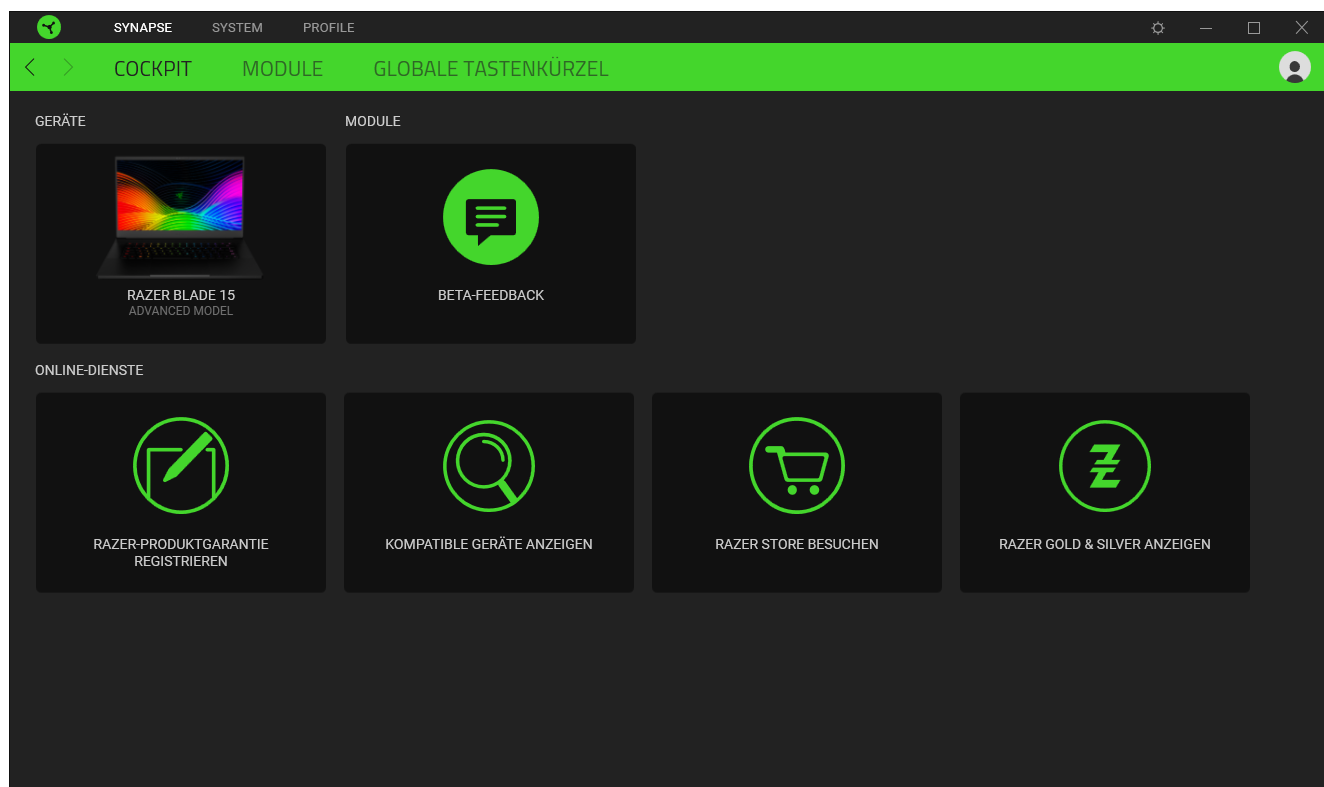 SYNAPSE SYSTEM PROFILE
COCKPIT MODULE GLOBALE TASTENKÜRZEL
GERÄTE MODULE
RAZER BLADE 15
ADVANCED MODEL
BETA-FEEDBACK
ONLINE-DIENSTE
RAZER-PRODUKTGARANTIE
REGISTRIEREN
KOMPATIBLE GERÄTE ANZEIGEN
RAZER STORE BESUCHEN
RAZER GOLD & SILVER ANZEIGEN